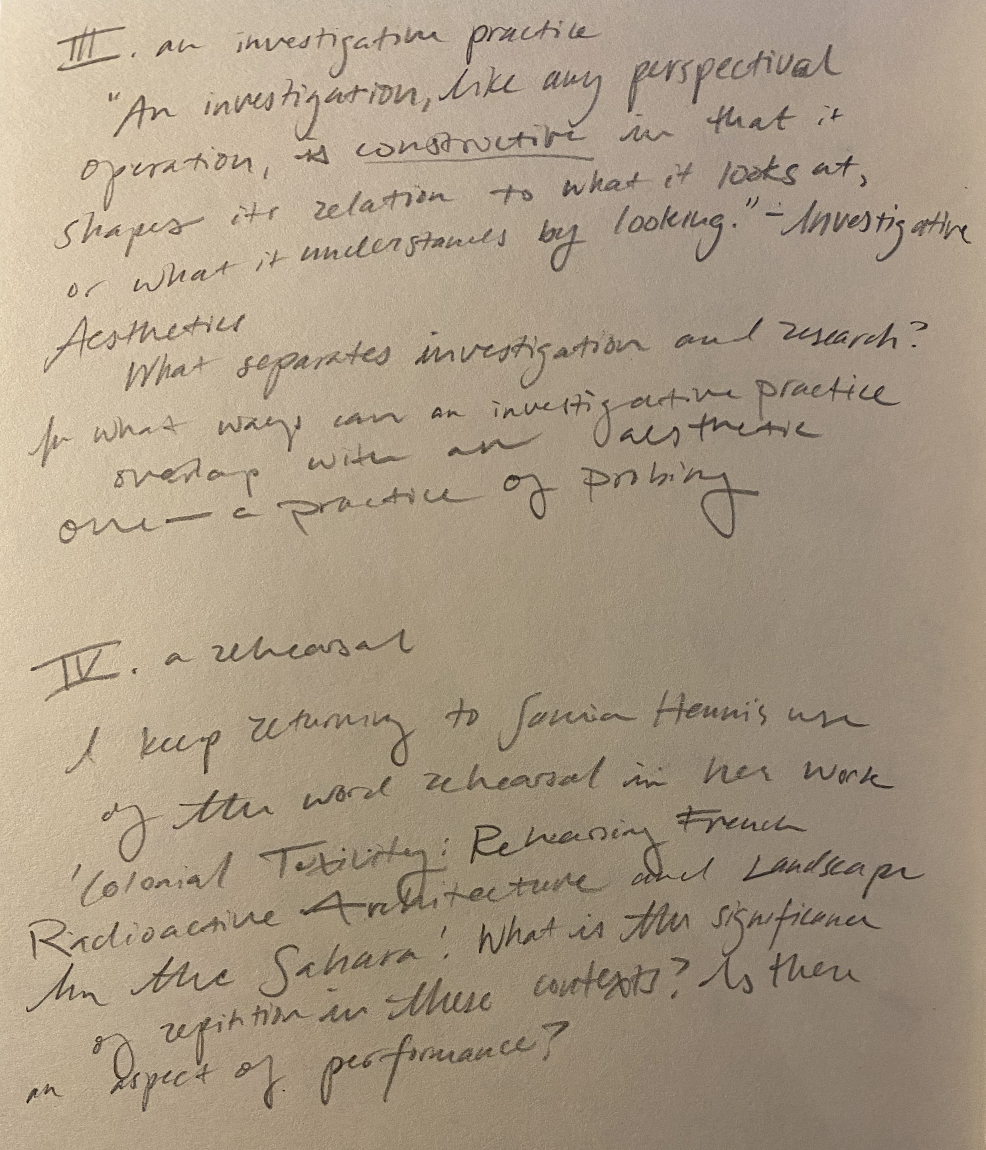 III. an investigative practice
"An investigation, like any perspectival
operation, is constructive in that it
shapes its relation to what it looks at,
or what it understands by looking." - Investigative
Aesthetics
What separates investigation and research?
In what ways can an investigative practice
overlap with an aesthetic
one — a practice of probing
IV. a rehearsal
I keep returning to Samia Henni's use
of the word rehearsal in her work
'Colonial Toxicity: Rehearsing French
Radioactive Architecture and Landscape
in the Sahara'. What is the significance
of repitition in these contexts? Is there
an aspect of performance?